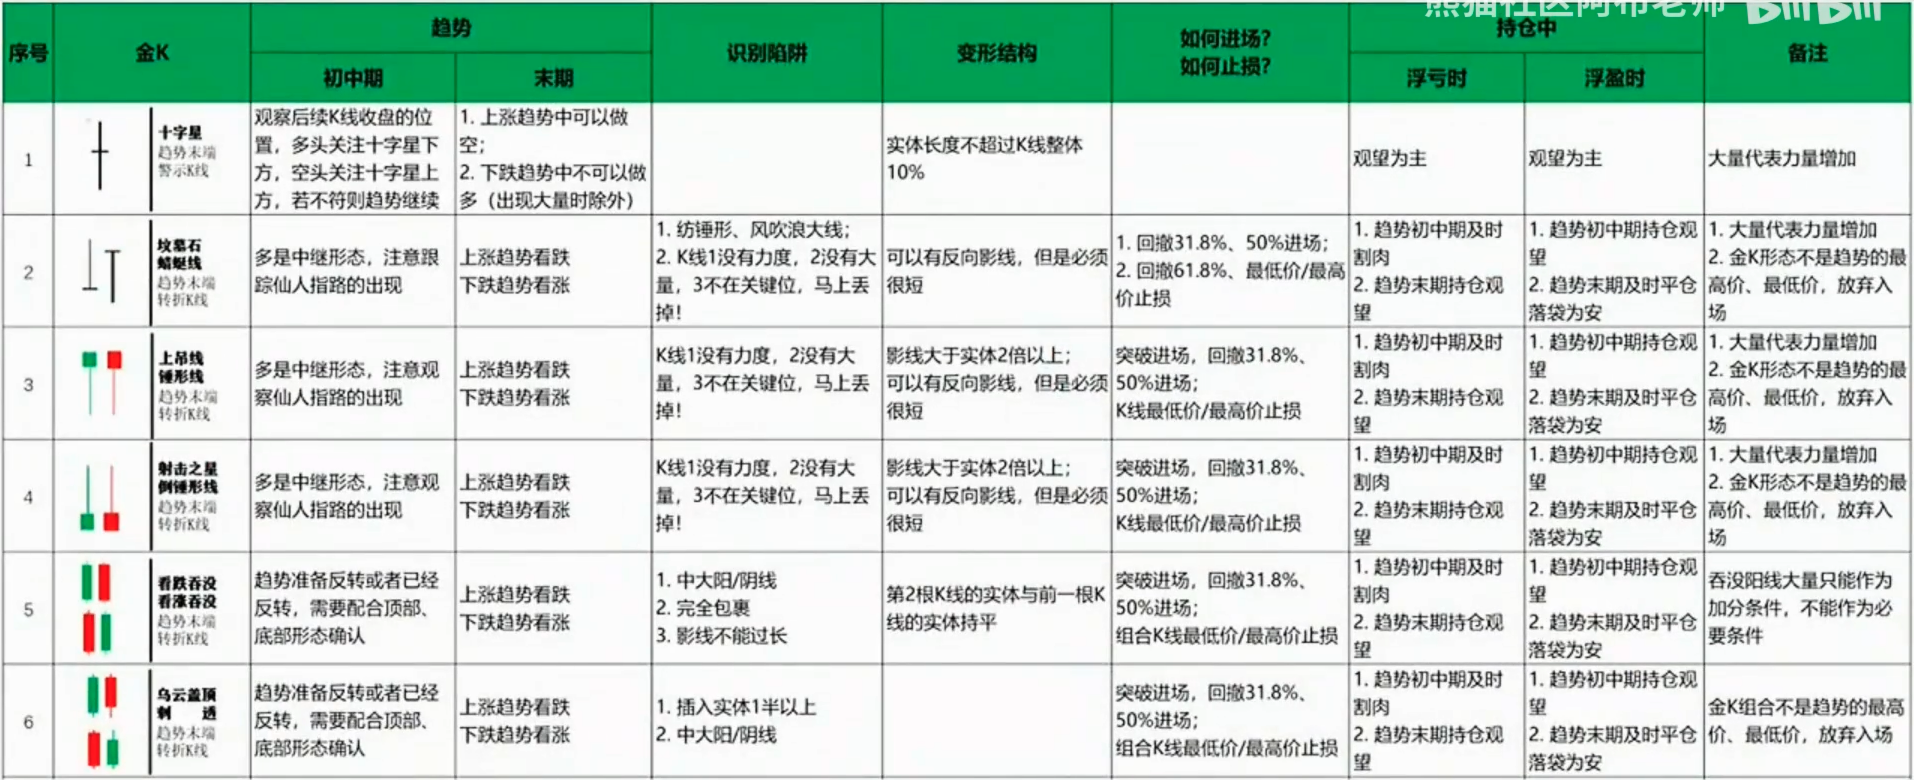 熊猫社区阿布老师 BiliBili
序号
金K
趋势
初中期
末期
识别陷阱
变形结构
如何进场？
如何止损？
持仓中
浮亏时
浮盈时
备注
1
十字星
趋势末端
警示K线
观察后续K线收盘的位
置，多头关注十字星下
方，空头关注十字星上
方，若不符则趋势继续
1. 上涨趋势中可以做
空；
2. 下跌趋势中不可以做
多（出现大量时除外）
实体长度不超过K线整体
10%
观望为主
观望为主
大量代表力量增加
2
坟墓石
蜻蜓线
趋势末端
转折K线
多是中继形态，注意跟
踪仙人指路的出现
上涨趋势看跌
下跌趋势看涨
1. 纺锤形、风吹浪大线；
2. K线1没有力度，2没有大
量，3不在关键位，马上丢
掉！
可以有反向影线，但是必须
很短
1. 回撤31.8%、50%进场；
2. 回撤61.8%、最低价/最高
价止损
1. 趋势初中期及时
割肉
2. 趋势末期持仓观
望
1. 趋势初中期持仓观
望
2. 趋势末期及时平仓
落袋为安
1. 大量代表力量增加
2. 金K形态不是趋势的最
高价、最低价，放弃入
场
3
上吊线
锤形线
趋势末端
转折K线
多是中继形态，注意观
察仙人指路的出现
上涨趋势看跌
下跌趋势看涨
K线1没有力度，2没有大
量，3不在关键位，马上丢
掉！
影线大于实体2倍以上；
可以有反向影线，但是必须
很短
突破进场，回撤31.8%、
50%进场；
K线最低价/最高价止损
1. 趋势初中期及时
割肉
2. 趋势末期持仓观
望
1. 趋势初中期持仓观
望
2. 趋势末期及时平仓
落袋为安
1. 大量代表力量增加
2. 金K形态不是趋势的最
高价、最低价，放弃入
场
4
射击之星
倒锤形线
趋势末端
转折K线
多是中继形态，注意观
察仙人指路的出现
上涨趋势看跌
下跌趋势看涨
K线1没有力度，2没有大
量，3不在关键位，马上丢
掉！
影线大于实体2倍以上；
可以有反向影线，但是必须
很短
突破进场，回撤31.8%、
50%进场；
K线最低价/最高价止损
1. 趋势初中期及时
割肉
2. 趋势末期持仓观
望
1. 趋势初中期持仓观
望
2. 趋势末期及时平仓
落袋为安
1. 大量代表力量增加
2. 金K形态不是趋势的最
高价、最低价，放弃入
场
5
看跌吞没
看涨吞没
趋势末端
转折K线
趋势准备反转或者已经
反转，需要配合顶部、
底部形态确认
上涨趋势看跌
下跌趋势看涨
1. 中大阳/阴线
2. 完全包裹
3. 影线不能过长
第2根K线的实体与前一根K
线的实体持平
突破进场，回撤31.8%、
50%进场；
组合K线最低价/最高价止损
1. 趋势初中期及时
割肉
2. 趋势末期持仓观
望
1. 趋势初中期持仓观
望
2. 趋势末期及时平仓
落袋为安
吞没阳线大量只能作为
加分条件，不能作为必
要条件
6
乌云盖顶
刺 透
趋势末端
转折K线
趋势准备反转或者已经
反转，需要配合顶部、
底部形态确认
上涨趋势看跌
下跌趋势看涨
1. 插入实体1半以上
2. 中大阳/阴线
突破进场，回撤31.8%、
50%进场；
组合K线最低价/最高价止损
1. 趋势初中期及时
割肉
2. 趋势末期持仓观
望
1. 趋势初中期持仓观
望
2. 趋势末期及时平仓
落袋为安
金K组合不是趋势的最高
价、最低价，放弃入场